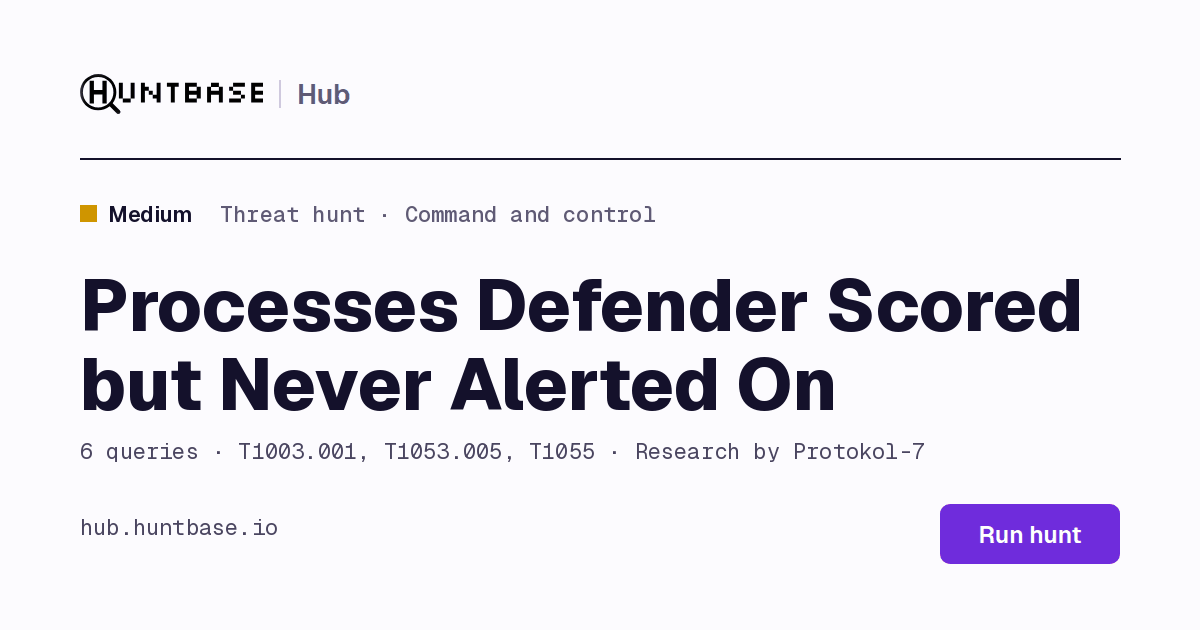 HUNTBASE | Hub
Medium Threat hunt · Command and control
Processes Defender Scored
but Never Alerted On
6 queries · T1003.001, T1053.005, T1055 · Research by Protokol-7
hub.huntbase.io
Run hunt